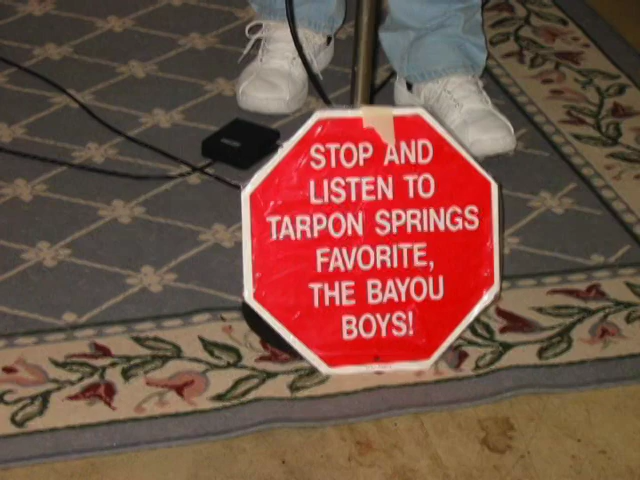 STOP AND
LISTEN TO
TARPON SPRINGS
FAVORITE,
THE BAYOU
BOYS!